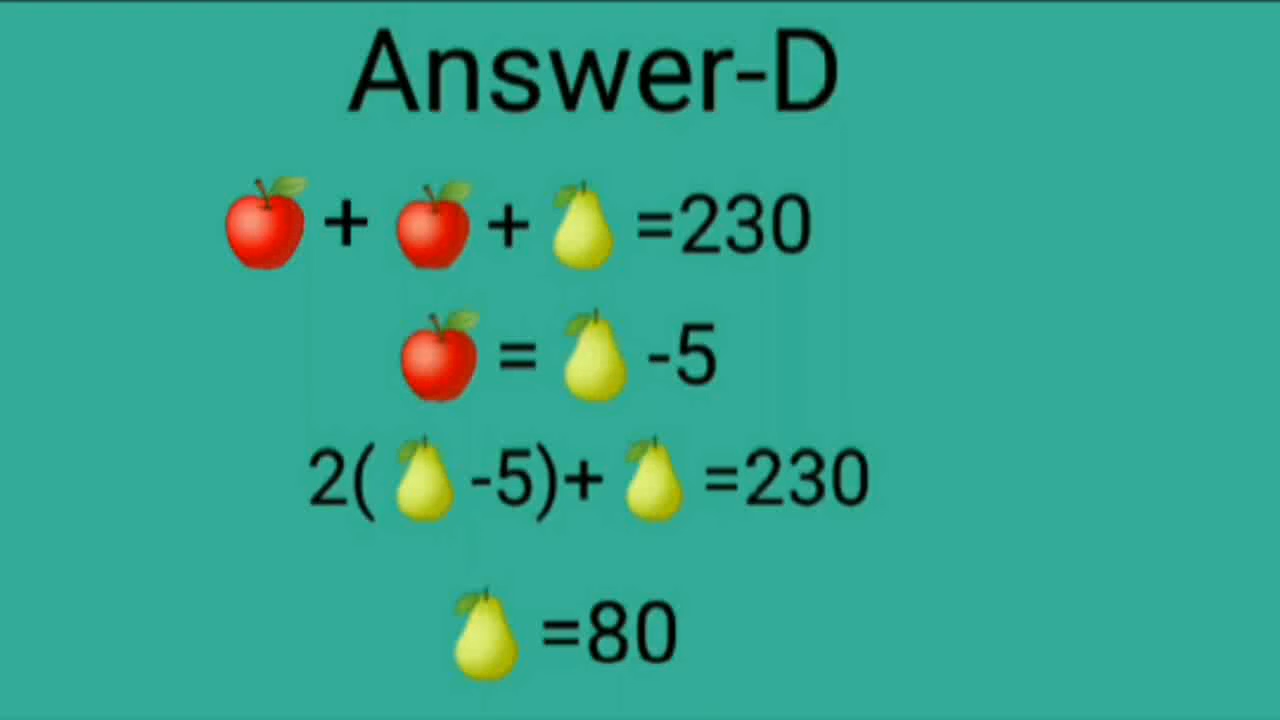 Answer-D
🍎 + 🍎 + 🍐 =230
🍎 = 🍐 -5
2( 🍐 -5)+ 🍐 =230
🍐 =80